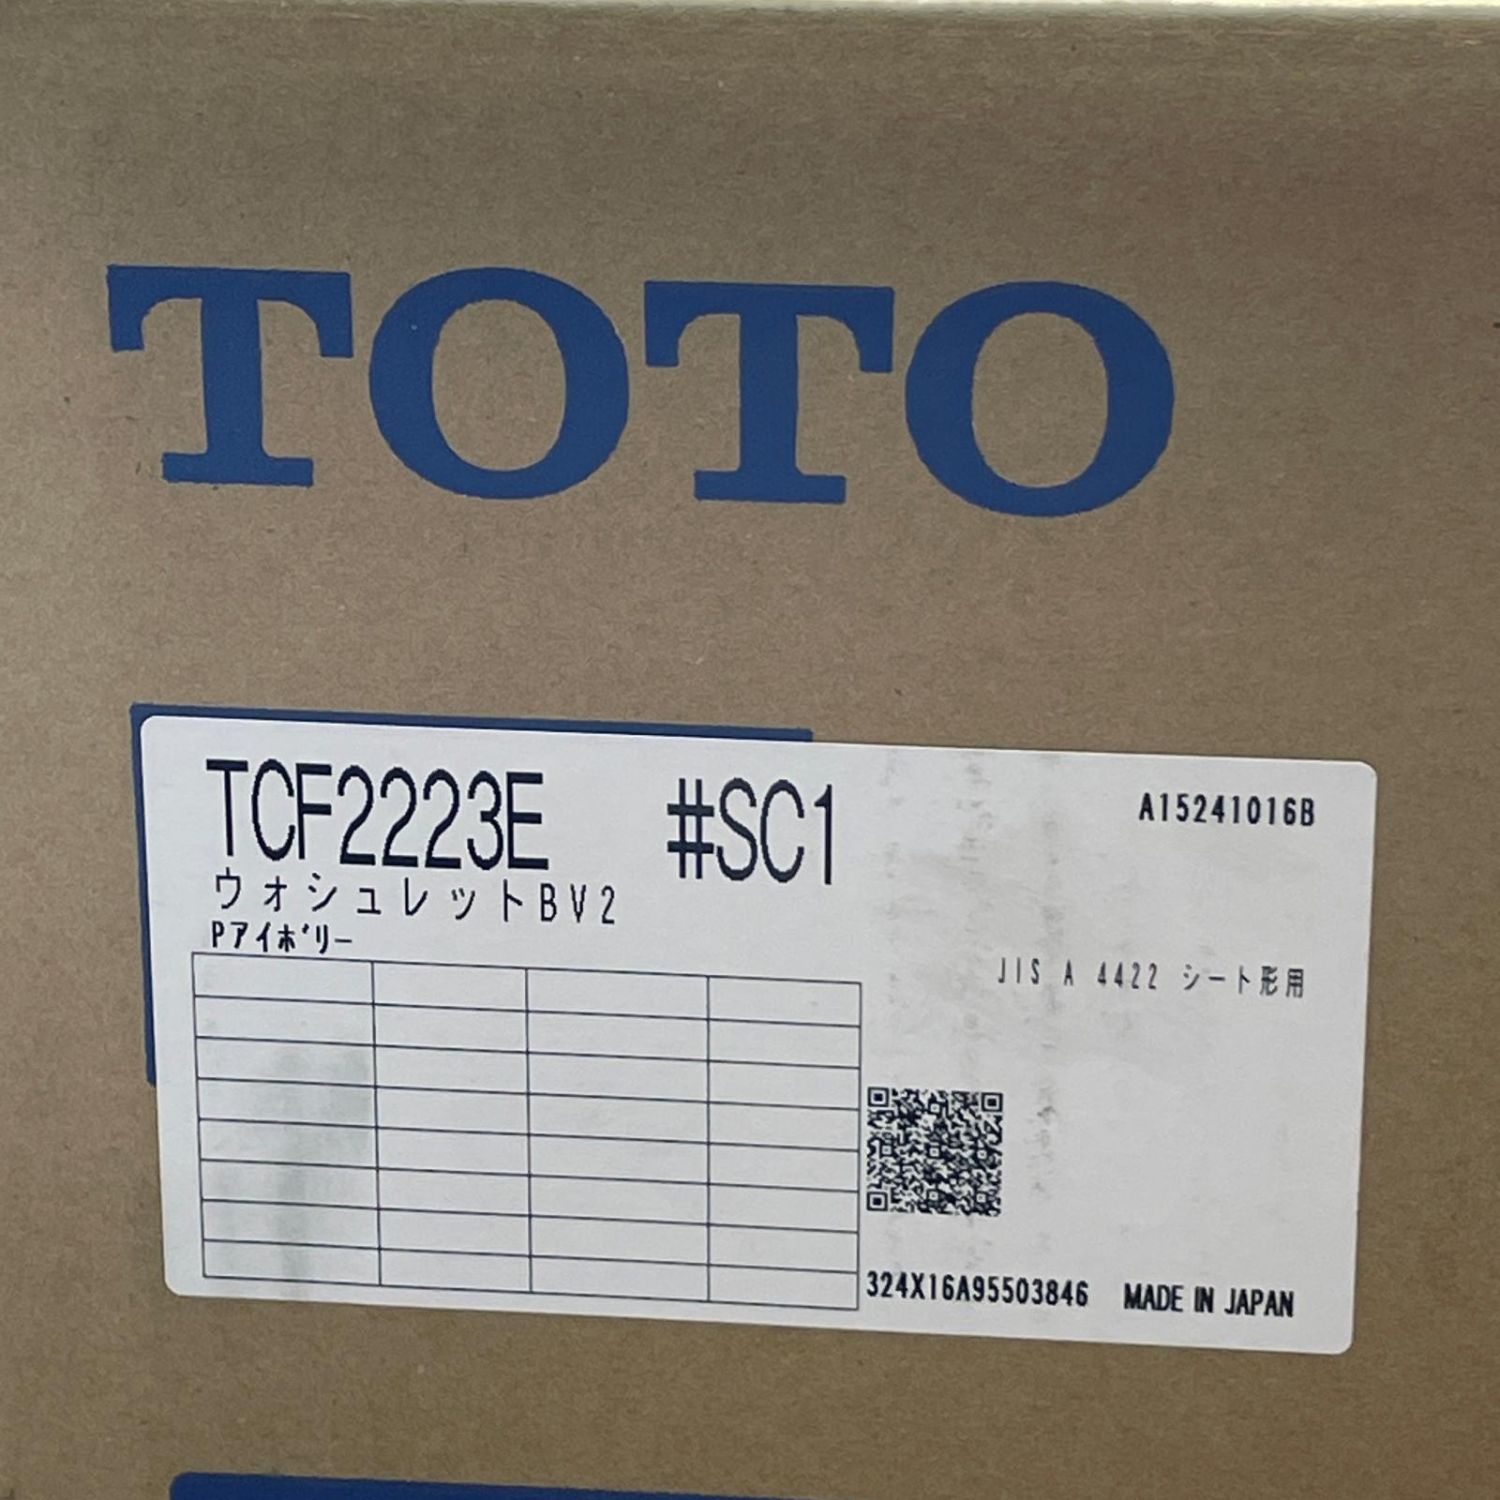 TOTO
TCF2223E #SC1
A15241016B
ウォシュレットBV2
Pアイボリー
JIS A 4422 シート形用
324X16A95503846 MADE IN JAPAN